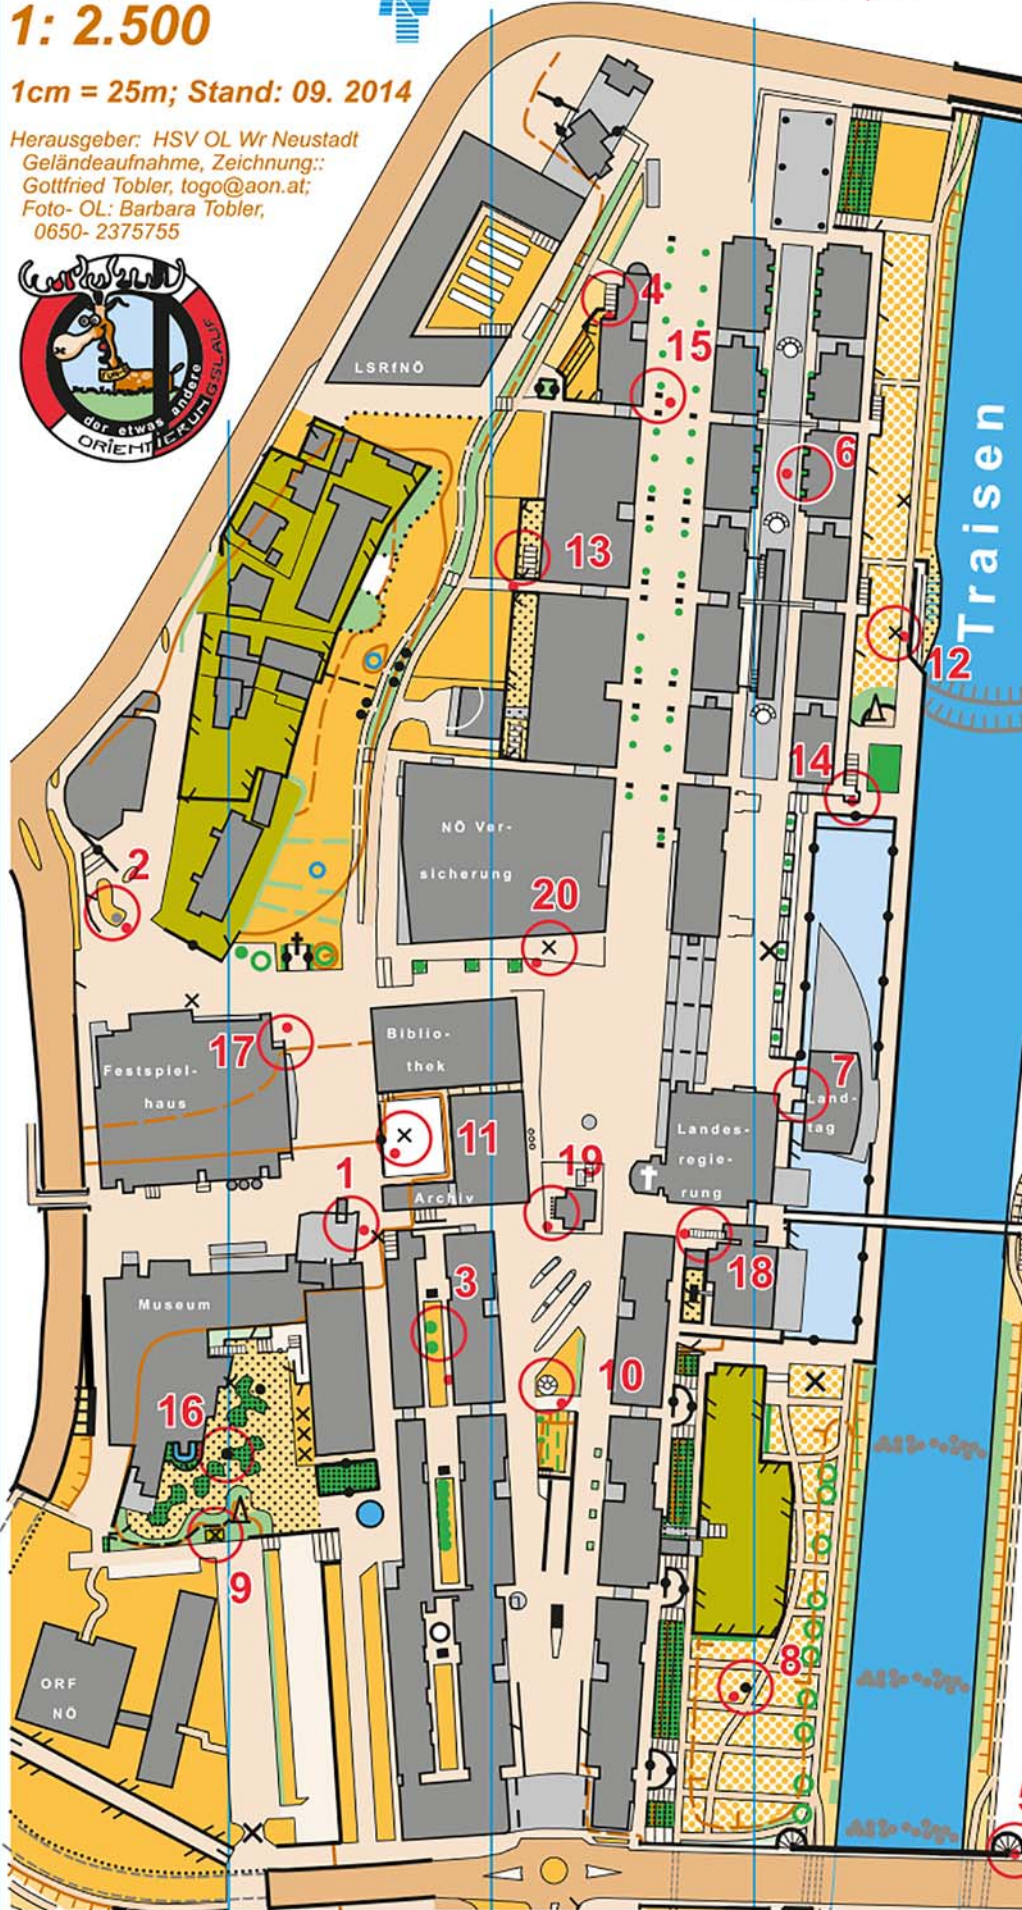 1: 2.500
1cm = 25m; Stand: 09. 2014
Herausgeber: HSV OL Wr Neustadt
Geländeaufnahme, Zeichnung::
Gottfried Tobler, togo@aon.at;
Foto- OL: Barbara Tobler,
0650- 2375755
der etwas andere
ORIENTIERUNGSLAUF
LSRfNÖ
4
15
6
Traisen
13
12
14
NÖ Ver-
sicherung
2
20
17
Festspiel-
haus
Biblio-
thek
7
Land-
tag
11
Landes-
regie-
rung
19
1
Archiv
18
3
Museum
10
16
9
8
ORF
NÖ
5